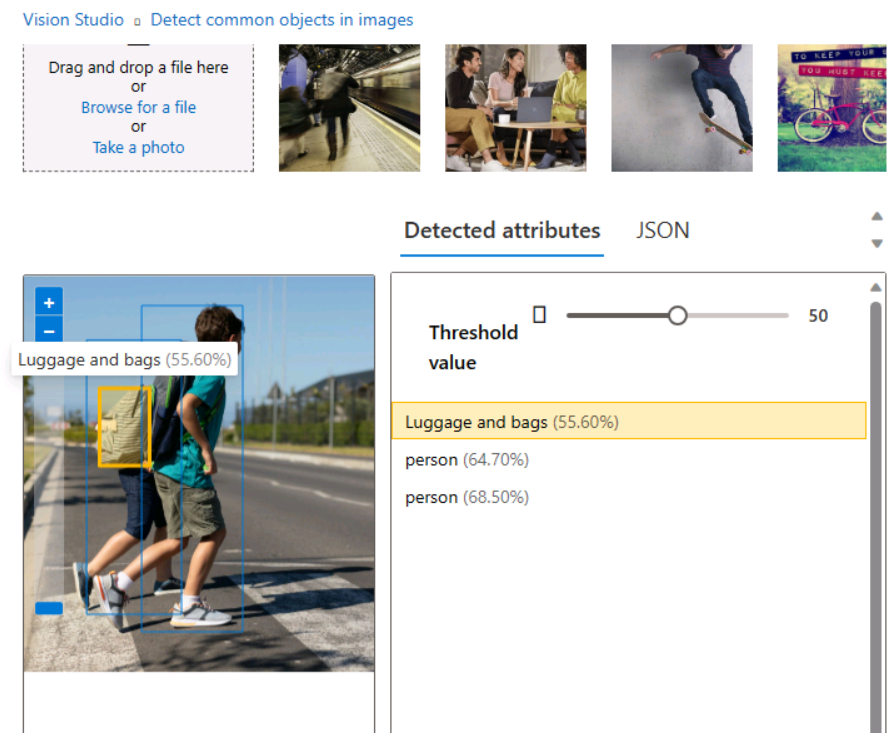 Vision Studio Detect common objects in images
Drag and drop a file here
or
Browse for a file
or
Take a photo
TO KEEP YOUR
YOU MUST KEE
Detected attributes JSON
+
−
Luggage and bags (55.60%)
Threshold value
50
Luggage and bags (55.60%)
person (64.70%)
person (68.50%)